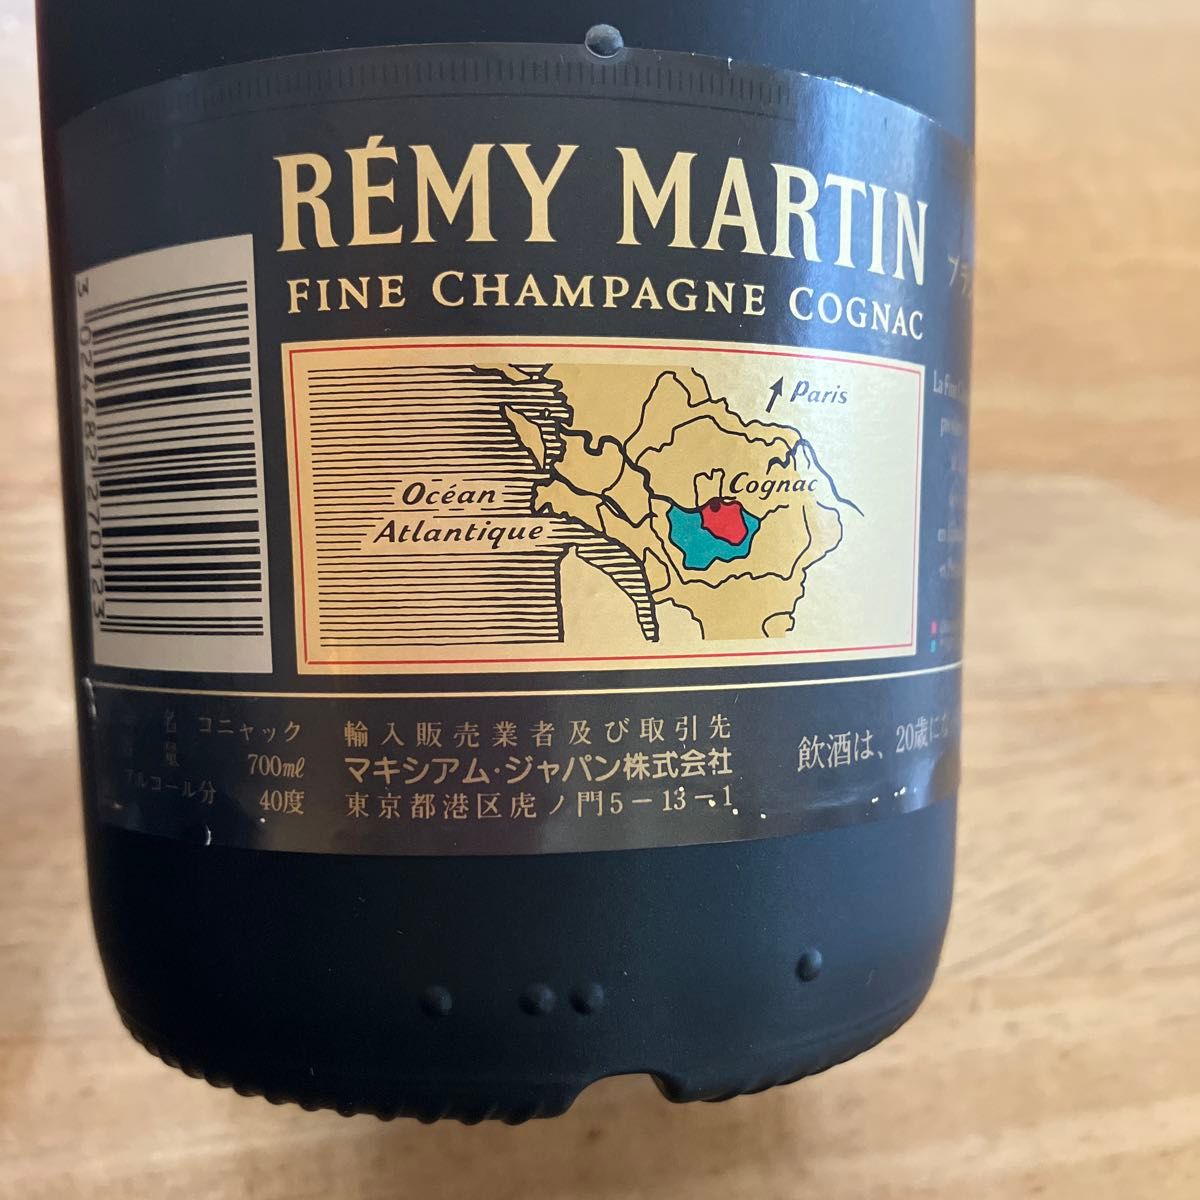 RÉMY MARTIN
FINE CHAMPAGNE COGNAC
3 024482 270123
Paris
Cognac
Océan
Atlantique
La Fine
コニャック
700ml
アルコール分 40度
輸入販売業者及び取引先
マキシアム・ジャパン株式会社
東京都港区虎ノ門5-13-1
飲酒は、20歳に